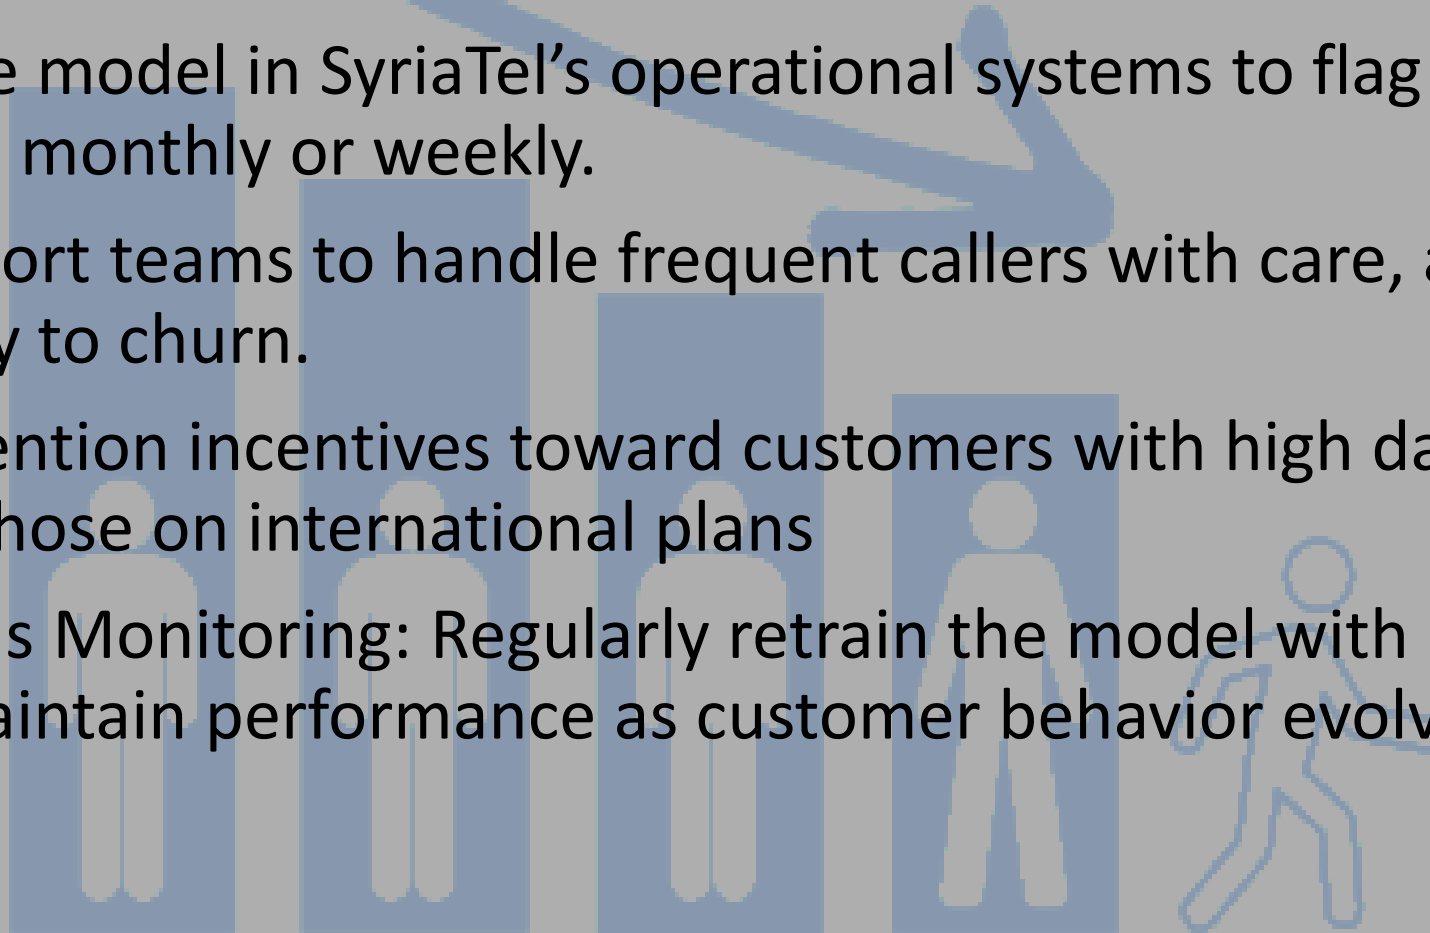 e model in SyriaTel’s operational systems to flag
monthly or weekly.
ort teams to handle frequent callers with care, a
y to churn.
ention incentives toward customers with high da
hose on international plans
s Monitoring: Regularly retrain the model with
aintain performance as customer behavior evolv